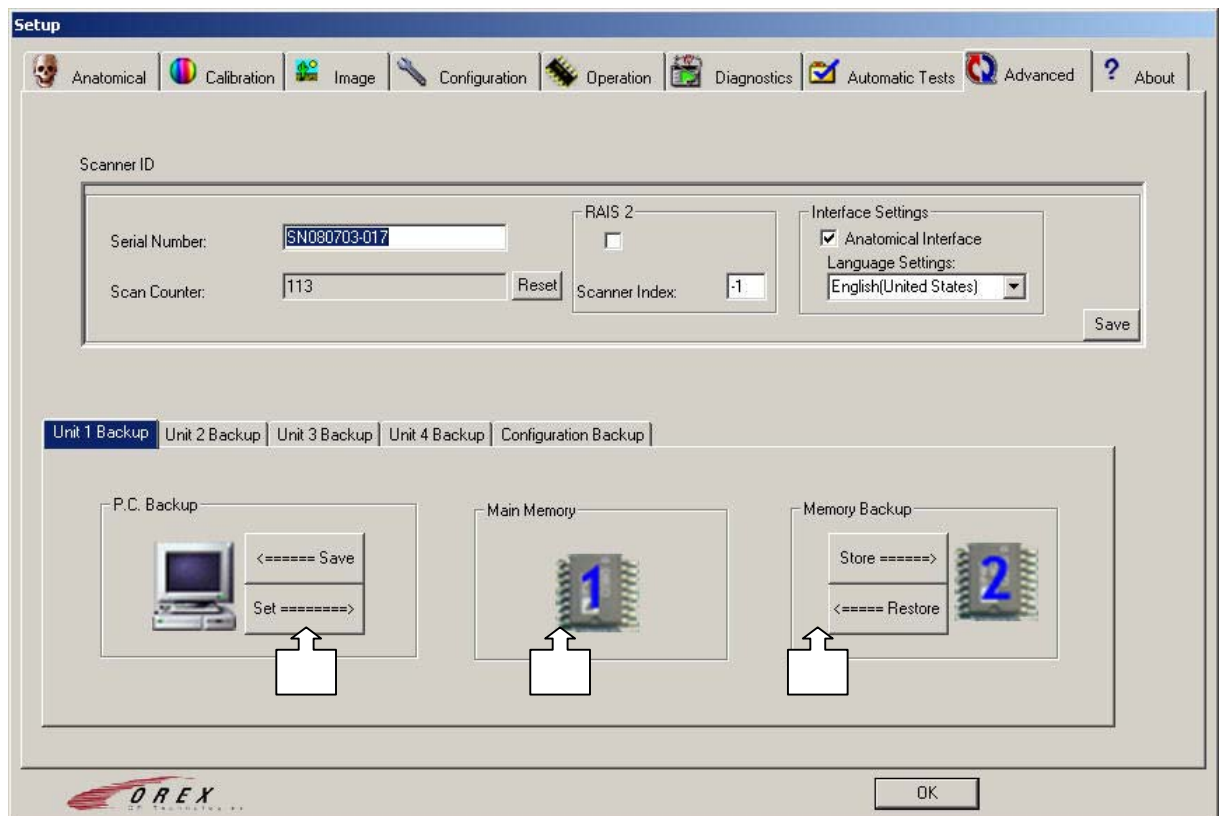 Setup
Anatomical Calibration Image Configuration Operation Diagnostics Automatic Tests Advanced ? About
Scanner ID
Serial Number: SN080703-017
Scan Counter: 113 Reset
RAIS 2
Scanner Index: -1
Interface Settings
Anatomical Interface
Language Settings:
English(United States)
Save
Unit 1 Backup Unit 2 Backup Unit 3 Backup Unit 4 Backup Configuration Backup
P.C. Backup
<====== Save
Set ========>
Main Memory
1
Memory Backup
Store ======>
<===== Restore
2
OREX
OK